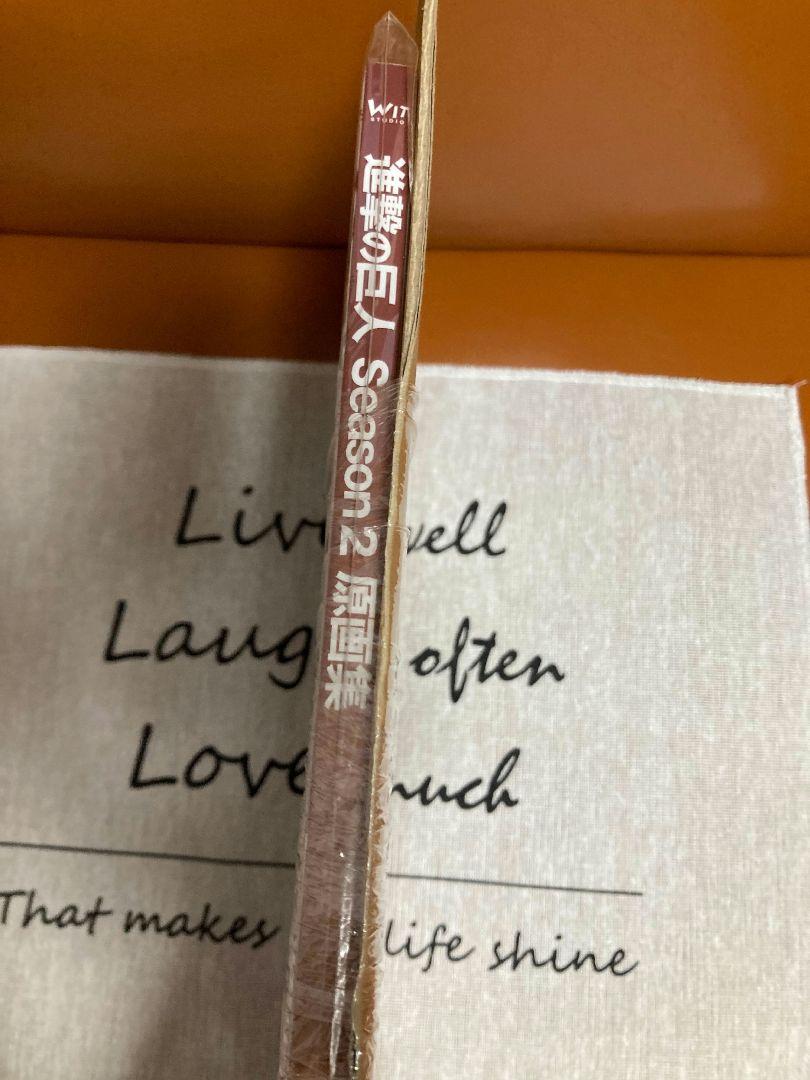 WIT
STUDIO
進撃の巨人 Season 2 原画集
Live well
Laugh often
Love much
That makes life shine